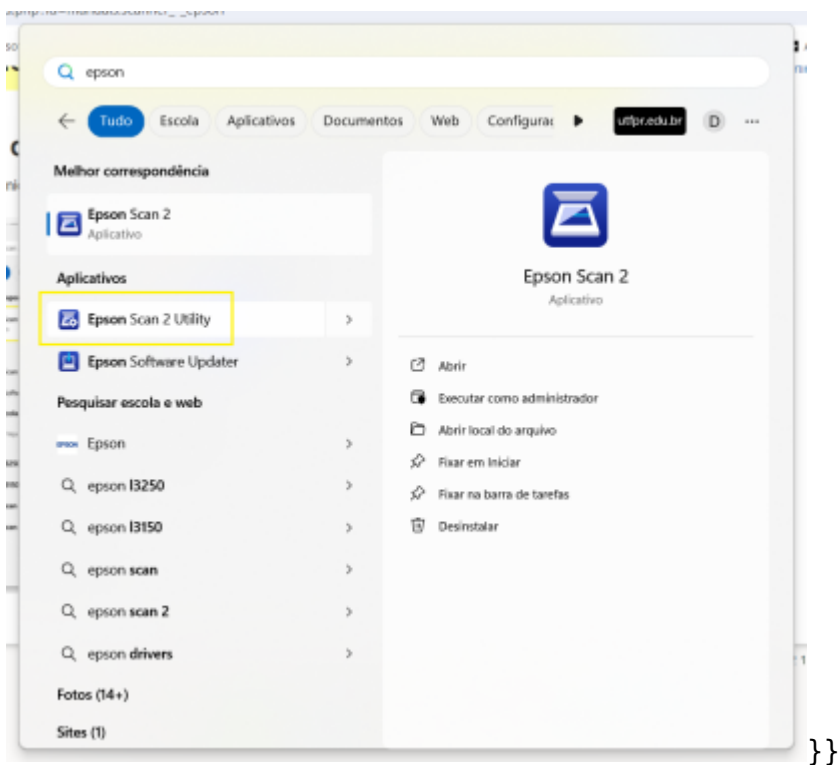 epson
Tudo Escola Aplicativos Documentos Web utfpr.edu.br D ...
Melhor correspondência
Epson Scan 2
Aplicativo
Aplicativos
Epson Scan 2 Utility
Epson Software Updater
Pesquisar escola e web
EPSON Epson
epson l3250
epson l3150
epson scan
epson scan 2
epson drivers
Fotos (14+)
Sites (1)
Epson Scan 2
Aplicativo
Abrir
Executar como administrador
Abrir local do arquivo
Fixar em Iniciar
Fixar na barra de tarefas
Desinstalar
}}